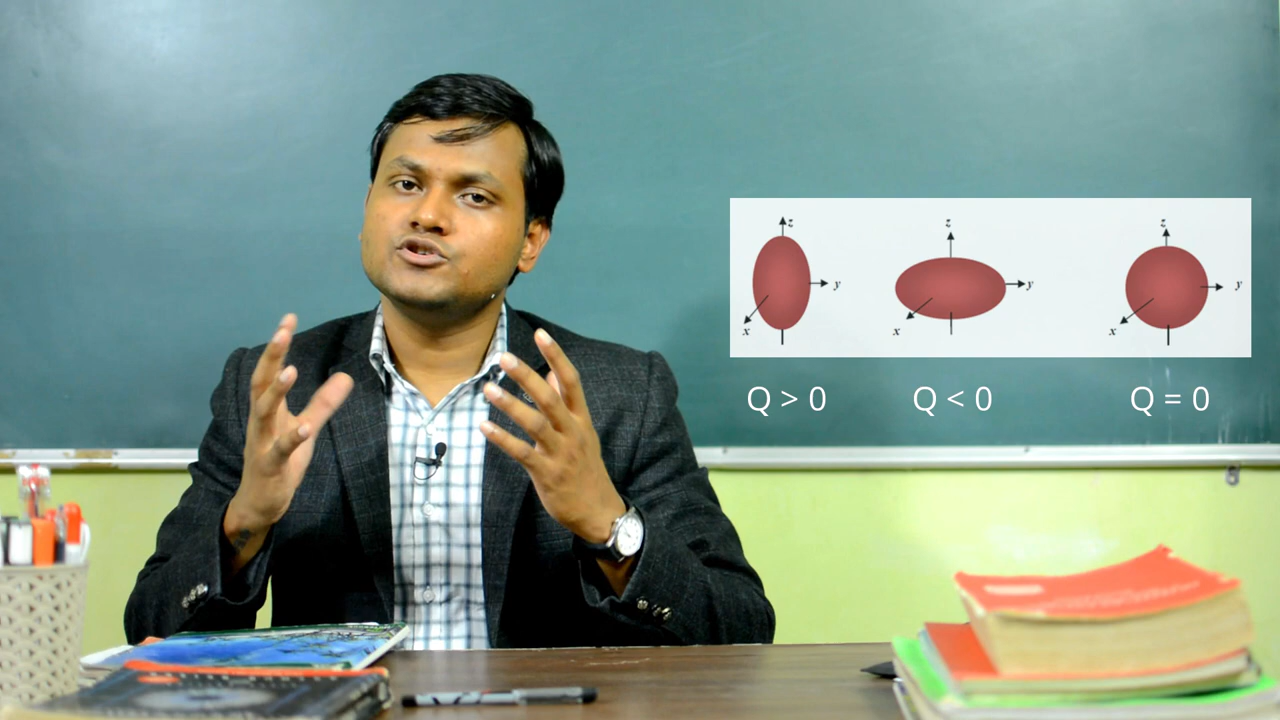 z z z
y y y
x x x
Q > 0 Q < 0 Q = 0